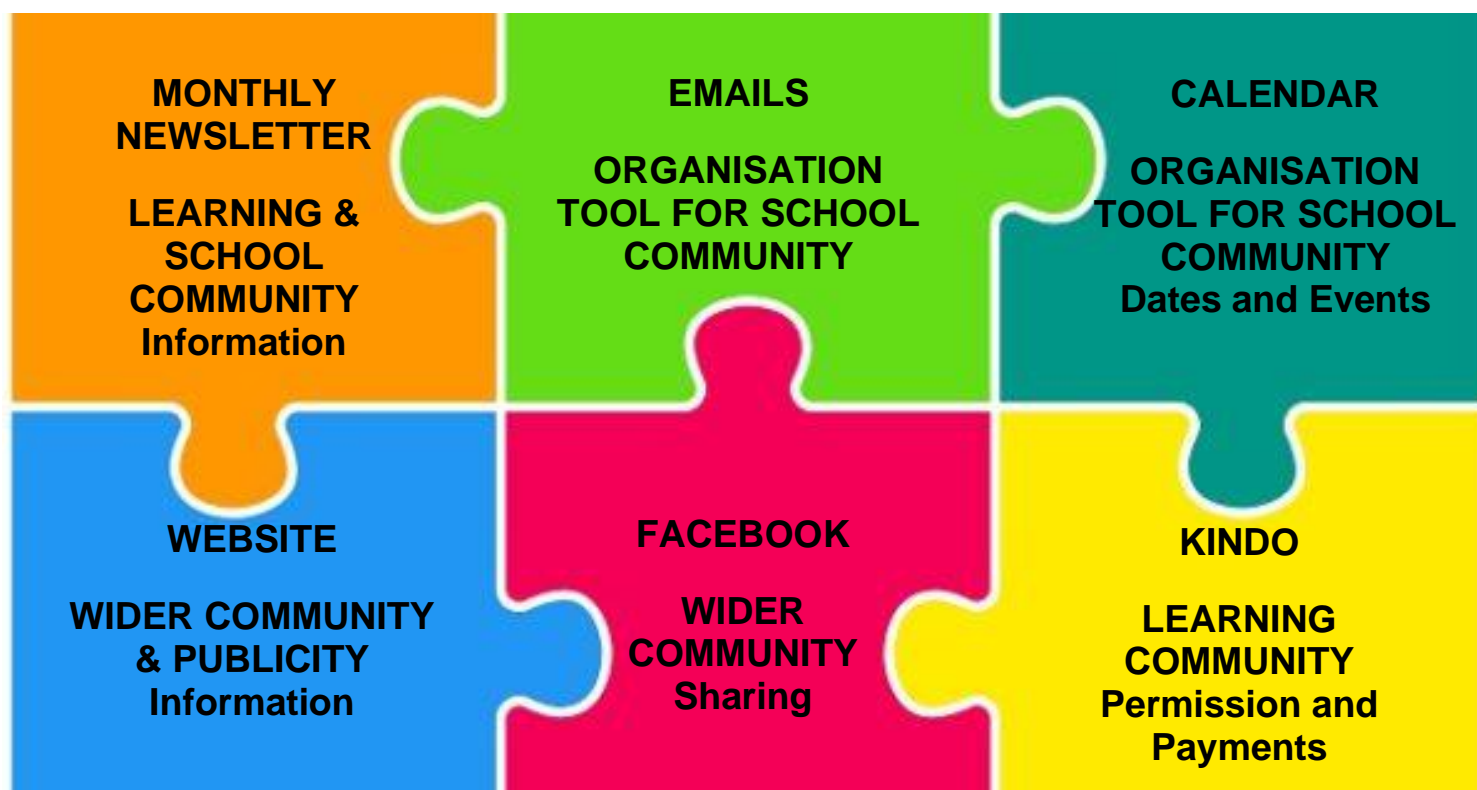 MONTHLY
NEWSLETTER
LEARNING &
SCHOOL
COMMUNITY
Information
EMAILS
ORGANISATION
TOOL FOR SCHOOL
COMMUNITY
CALENDAR
ORGANISATION
TOOL FOR SCHOOL
COMMUNITY
Dates and Events
WEBSITE
WIDER COMMUNITY
& PUBLICITY
Information
FACEBOOK
WIDER
COMMUNITY
Sharing
KINDO
LEARNING
COMMUNITY
Permission and
Payments